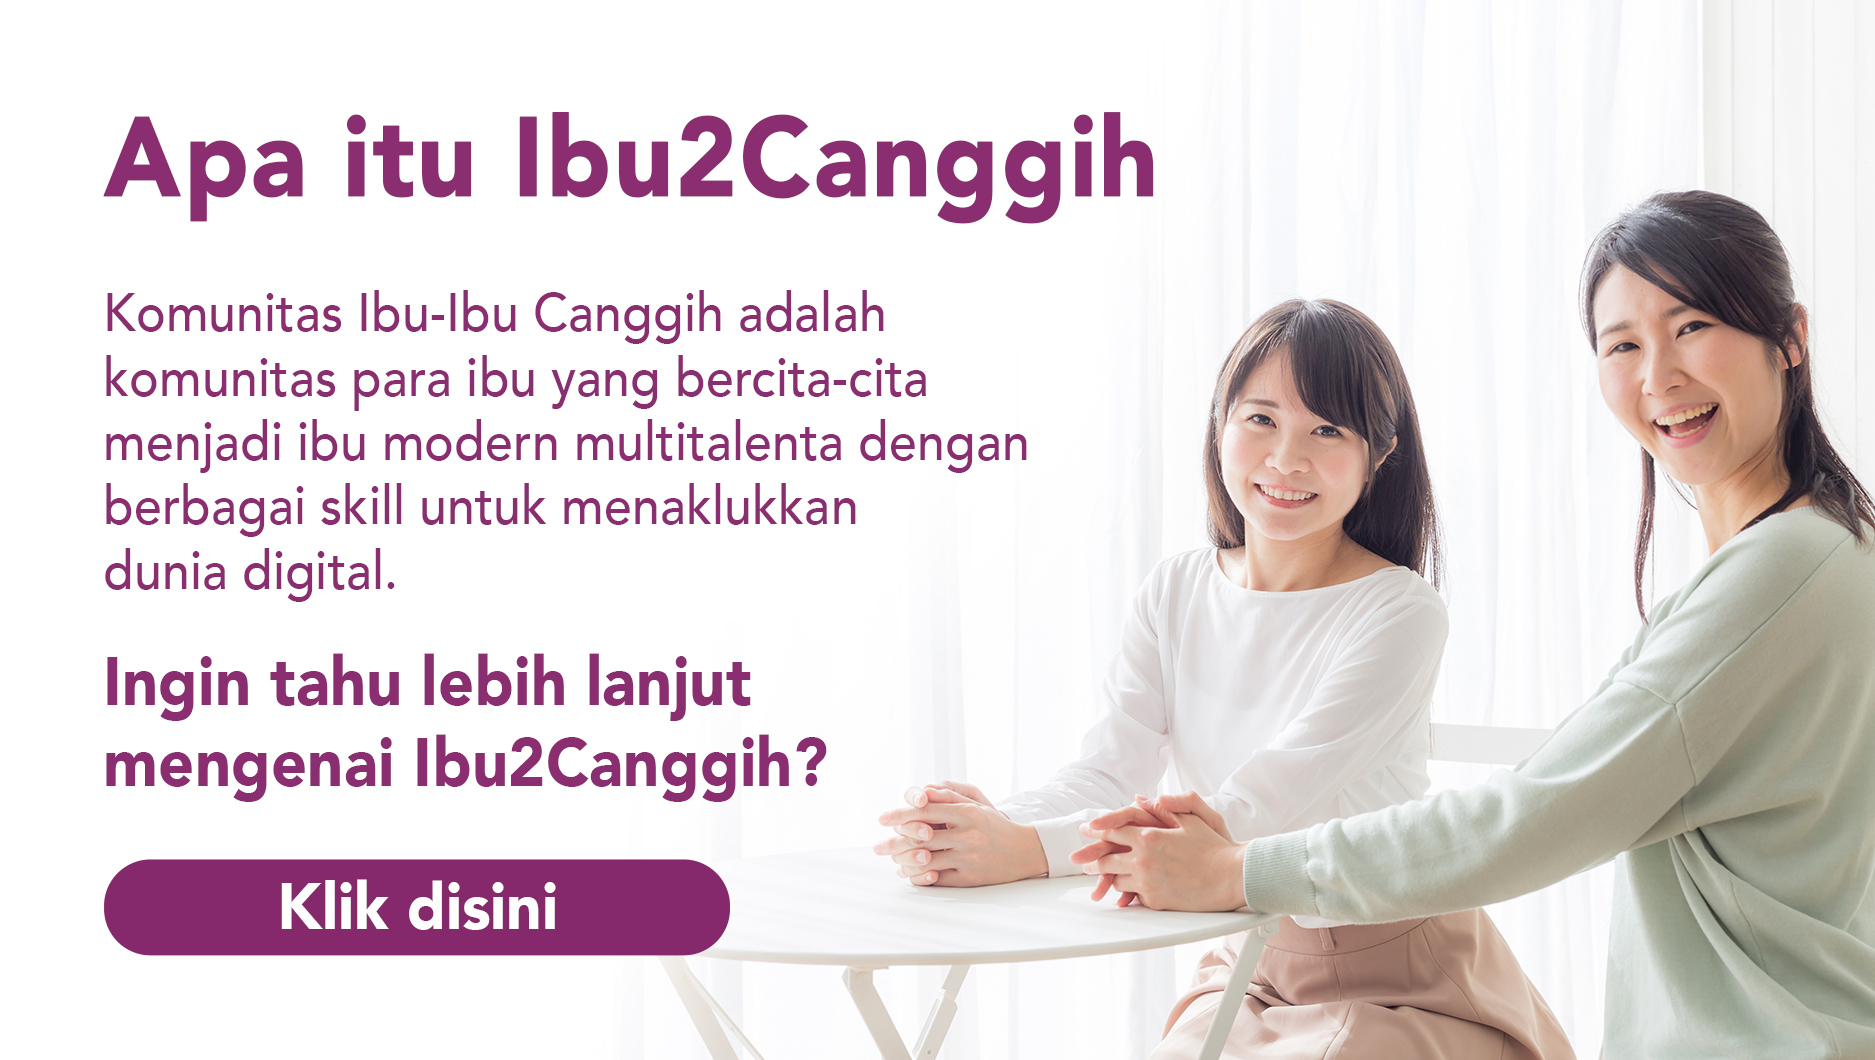 Apa itu Ibu2Canggih
Komunitas Ibu-Ibu Canggih adalah
komunitas para ibu yang bercita-cita
menjadi ibu modern multitalenta dengan
berbagai skill untuk menaklukkan
dunia digital.
Ingin tahu lebih lanjut
mengenai Ibu2Canggih?
Klik disini